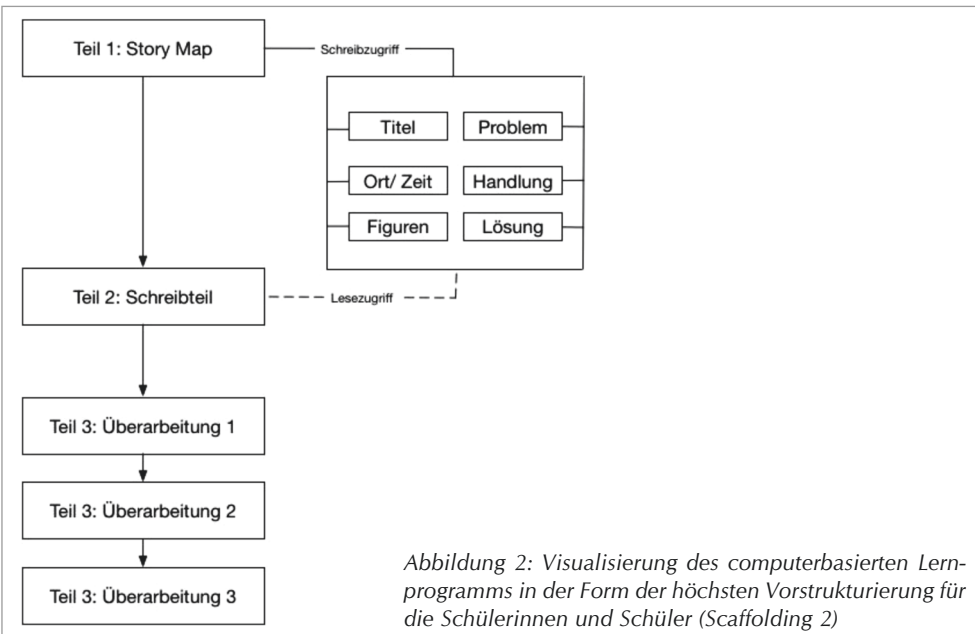 Teil 1: Story Map
Schreibzugriff
Titel
Problem
Ort/ Zeit
Handlung
Figuren
Lösung
Teil 2: Schreibteil
Lesezugriff
Teil 3: Überarbeitung 1
Teil 3: Überarbeitung 2
Teil 3: Überarbeitung 3
Abbildung 2: Visualisierung des computerbasierten Lern-
programms in der Form der höchsten Vorstrukturierung für
die Schülerinnen und Schüler (Scaffolding 2)